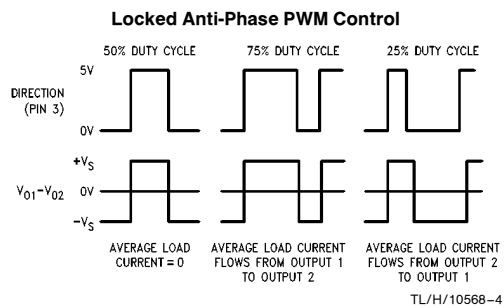 Locked Anti-Phase PWM Control
50% DUTY CYCLE
75% DUTY CYCLE
25% DUTY CYCLE
5V
DIRECTION
(PIN 3)
0V
+VS
VO1−VO2
0V
−VS
AVERAGE LOAD
CURRENT = 0
AVERAGE LOAD CURRENT
FLOWS FROM OUTPUT 1
TO OUTPUT 2
AVERAGE LOAD CURRENT
FLOWS FROM OUTPUT 2
TO OUTPUT 1
TL/H/10568–4